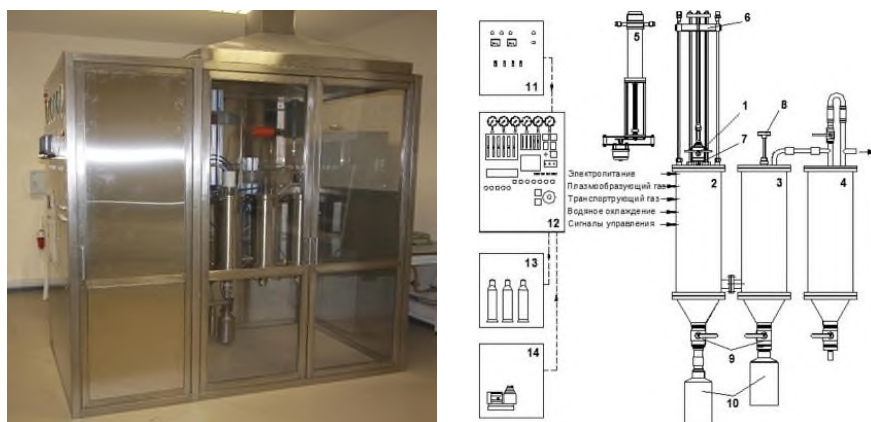 5
6
11
1
8
7
Электропитание
Плазмообразующий газ
Транспортрующий газ
Водяное охлаждение
Сигналы управления
2
3
4
12
13
9
14
10